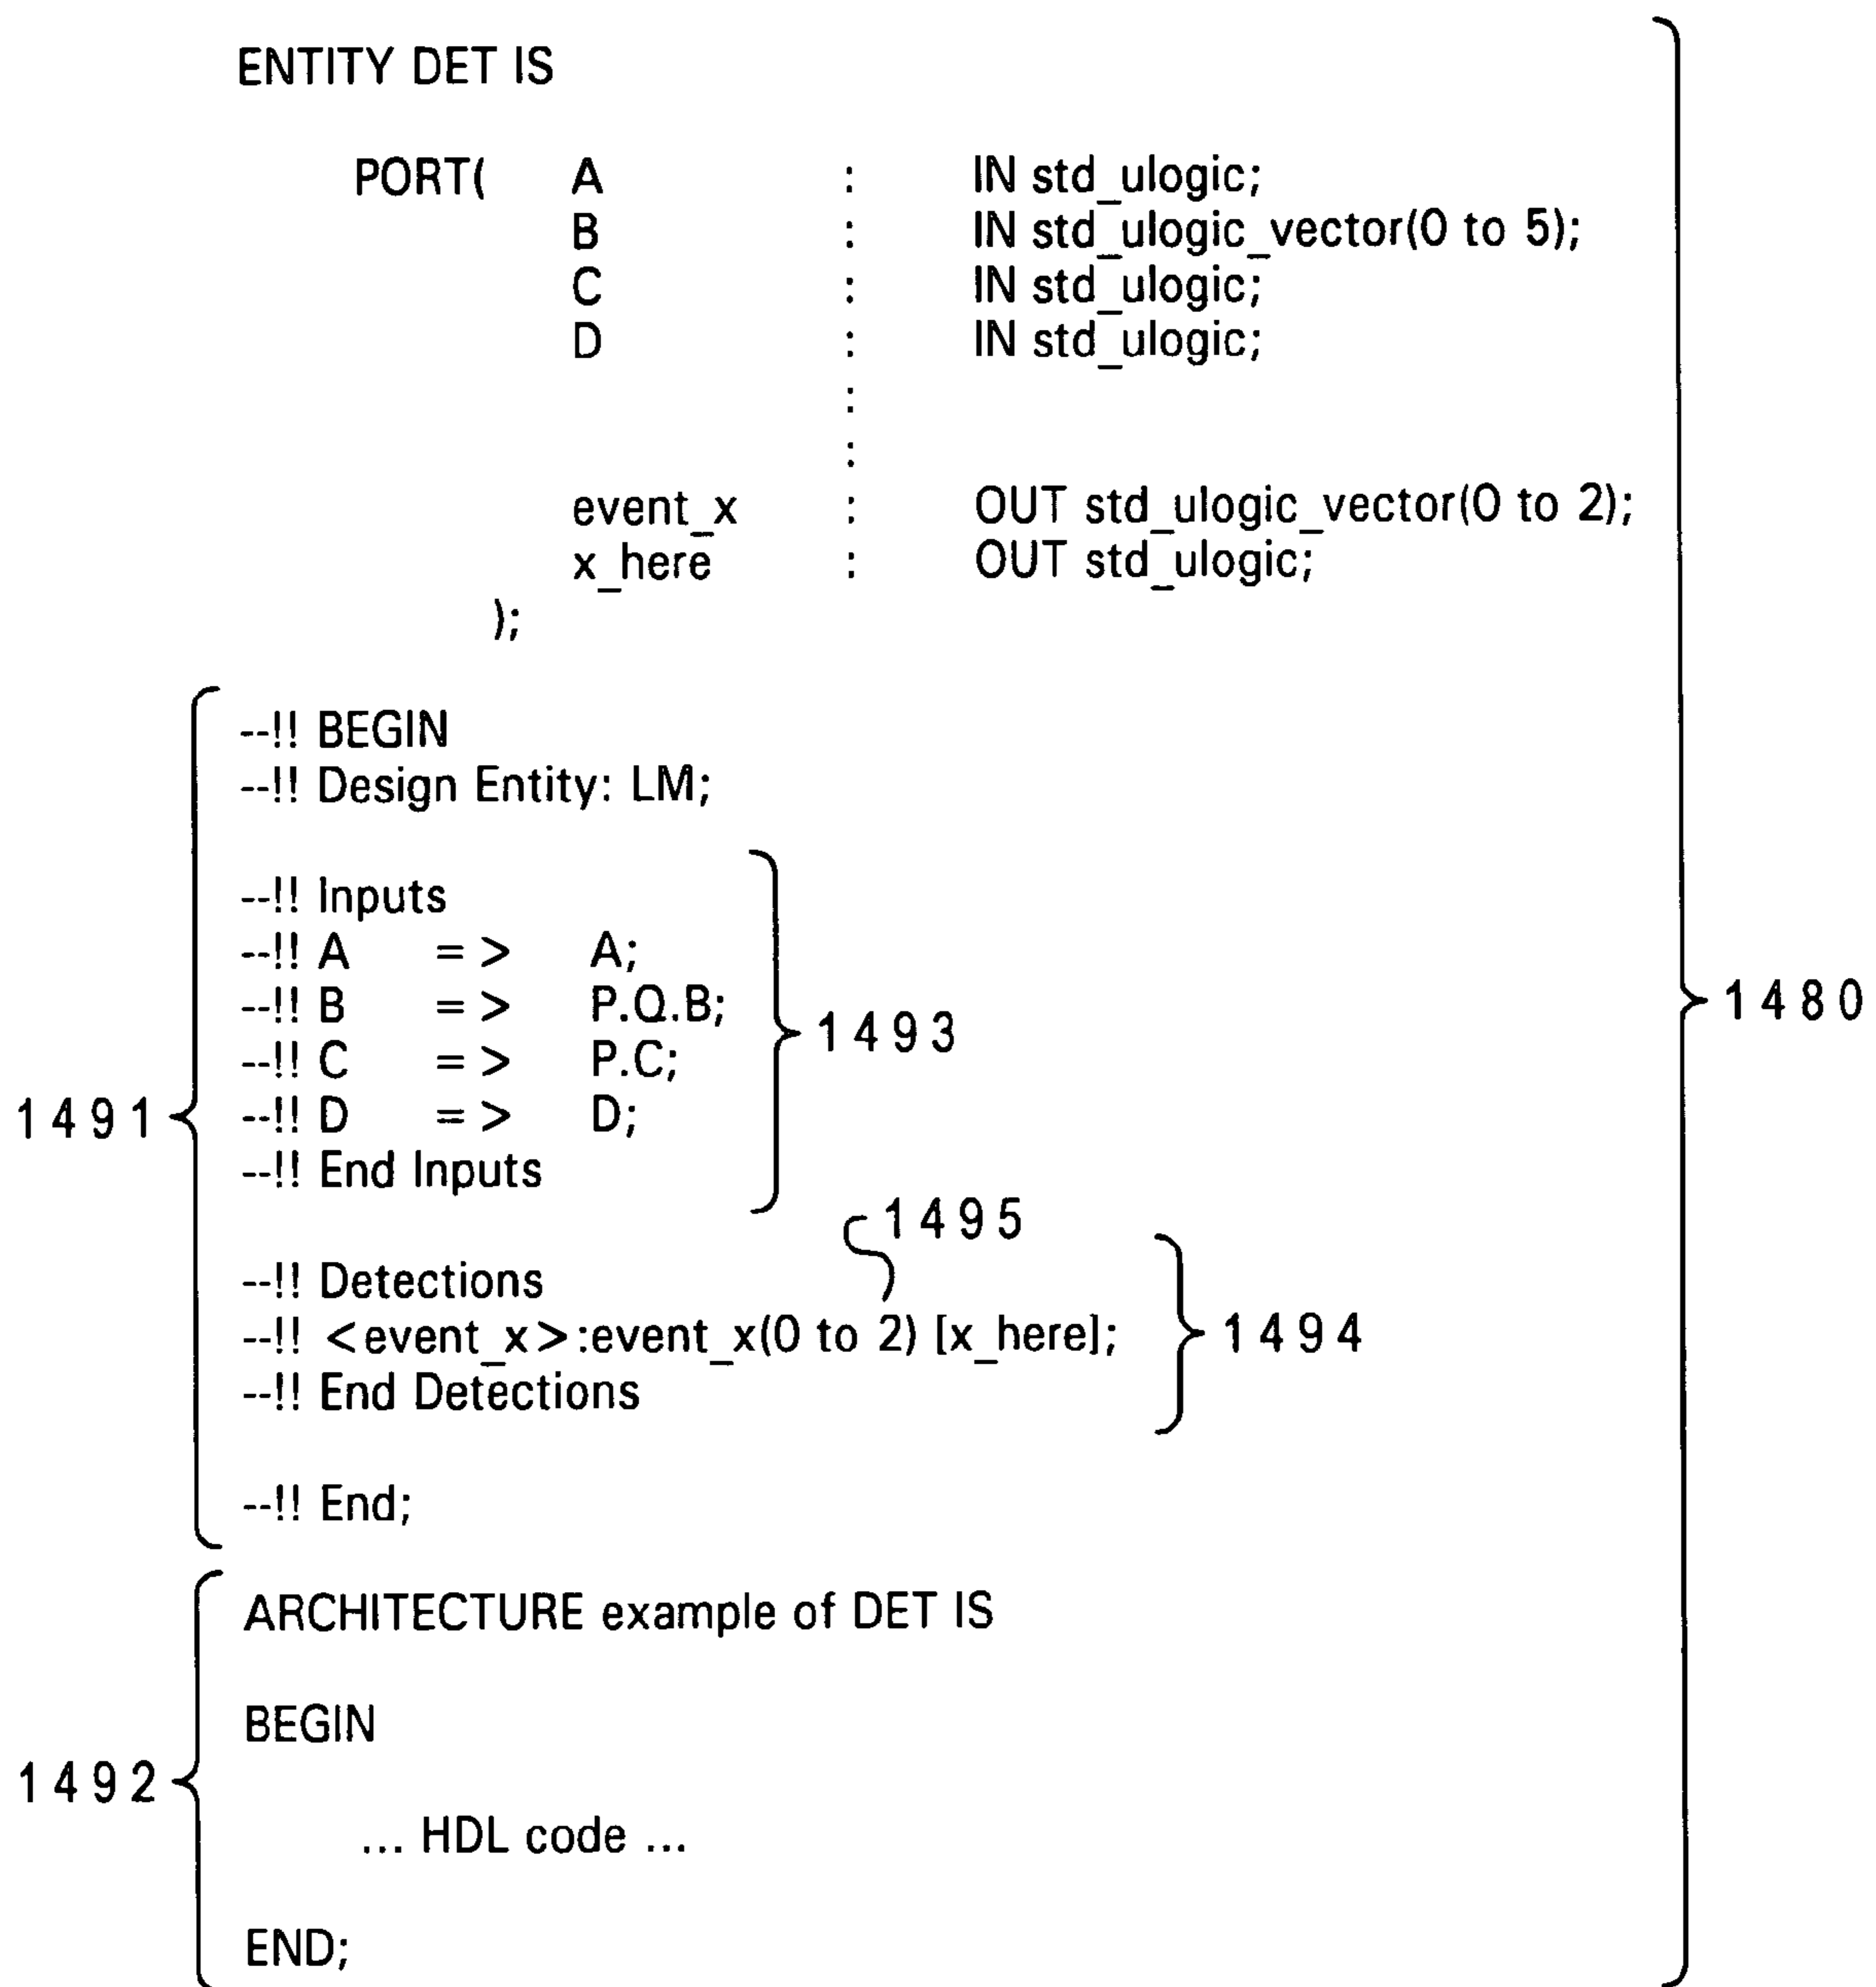 ENTITY DET IS
PORT( A : IN std_ulogic;
B : IN std_ulogic_vector(0 to 5);
C : IN std_ulogic;
D : IN std_ulogic;
:
:
event_x : OUT std_ulogic_vector(0 to 2);
x_here : OUT std_ulogic;
);
--!! BEGIN
--!! Design Entity: LM;
--!! Inputs
--!! A => A;
--!! B => P.Q.B;
--!! C => P.C;
--!! D => D;
--!! End Inputs
1493
1480
1491
1495
--!! Detections
--!! <event_x>:event_x(0 to 2) [x_here];
--!! End Detections
1494
--!! End;
ARCHITECTURE example of DET IS
BEGIN
1492
... HDL code ...
END;